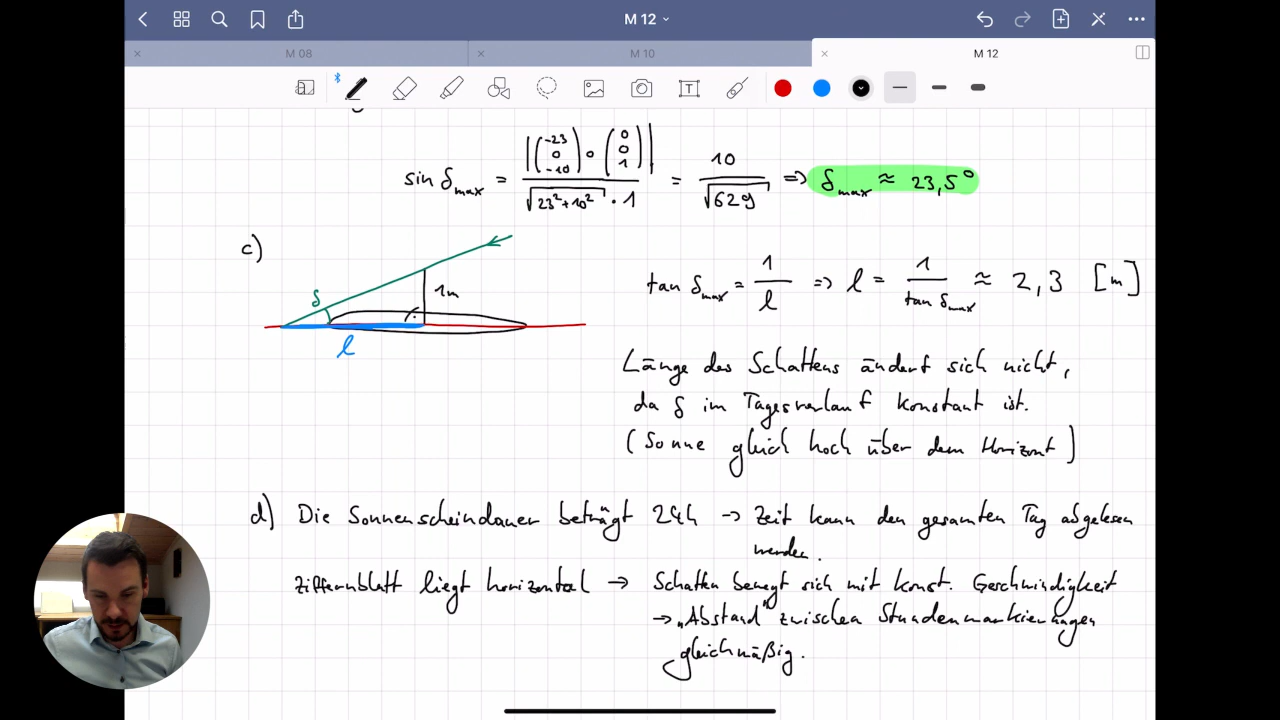 M 12
M 08
M 10
M 12
T
sin δmax = |(-23 0 -10) ∘ (0 0 1)| / √(23²+10²) · 1 = 10 / √629 => δmax ≈ 23,5°
c)
δ
1m
l
tan δmax = 1/l => l = 1 / tan δmax ≈ 2,3 [m]
Länge des Schattens ändert sich nicht,
da δ im Tagesverlauf konstant ist.
(Sonne gleich hoch über dem Horizont)
d) Die Sonnenscheindauer beträgt 24h → Zeit kann den gesamten Tag abgelesen
werden.
Ziffernblatt liegt horizontal → Schatten bewegt sich mit konst. Geschwindigkeit
→ „Abstand" zwischen Stundenmarkierungen
gleichmäßig.